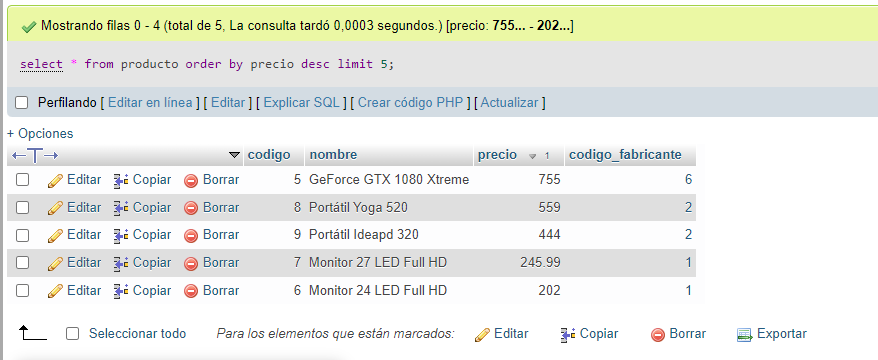 Mostrando filas 0 - 4 (total de 5, La consulta tardó 0,0003 segundos.) [precio: 755... - 202...]
select * from producto order by precio desc limit 5;
Perfilando [ Editar en línea ] [ Editar ] [ Explicar SQL ] [ Crear código PHP ] [ Actualizar ]
+ Opciones
codigo nombre precio 1 codigo_fabricante
Editar Copiar Borrar 5 GeForce GTX 1080 Xtreme 755 6
Editar Copiar Borrar 8 Portátil Yoga 520 559 2
Editar Copiar Borrar 9 Portátil Ideapd 320 444 2
Editar Copiar Borrar 7 Monitor 27 LED Full HD 245.99 1
Editar Copiar Borrar 6 Monitor 24 LED Full HD 202 1
Seleccionar todo Para los elementos que están marcados: Editar Copiar Borrar Exportar